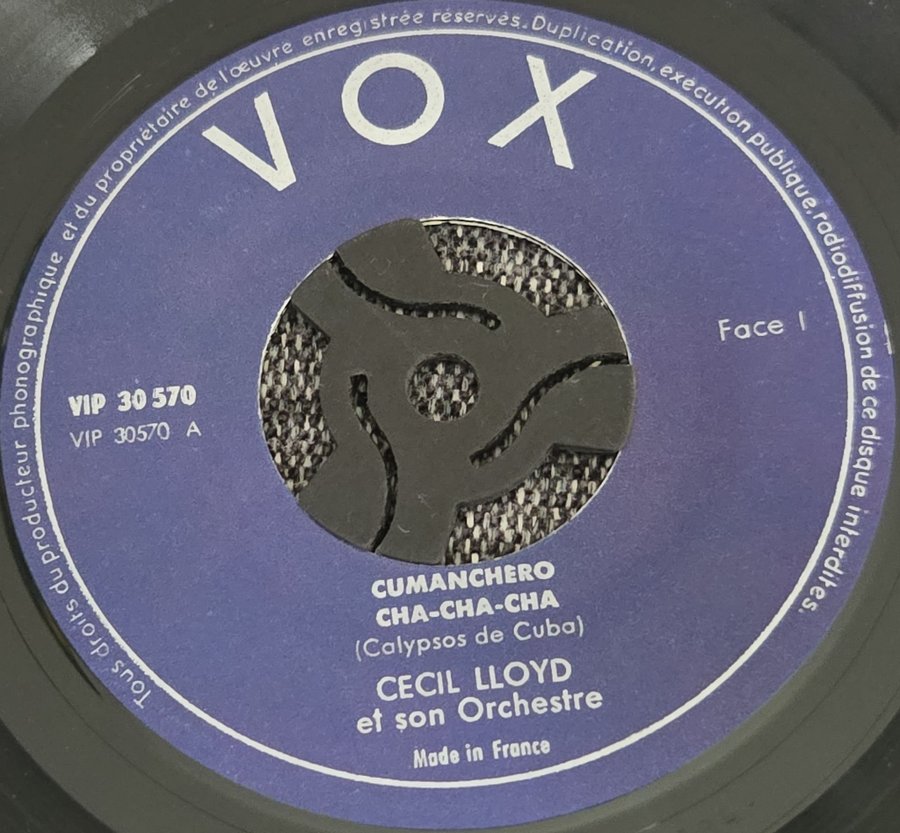 Tous droits du producteur phonographique et du propriétaire de l'œuvre enregistrée réservés. Duplication, exécution publique, radiodiffusion de ce disque interdites.
VOX
Face 1
VIP 30 570
VIP 30570 A
CUMANCHERO
CHA-CHA-CHA
(Calypsos de Cuba)
CECIL LLOYD
et son Orchestre
Made in France